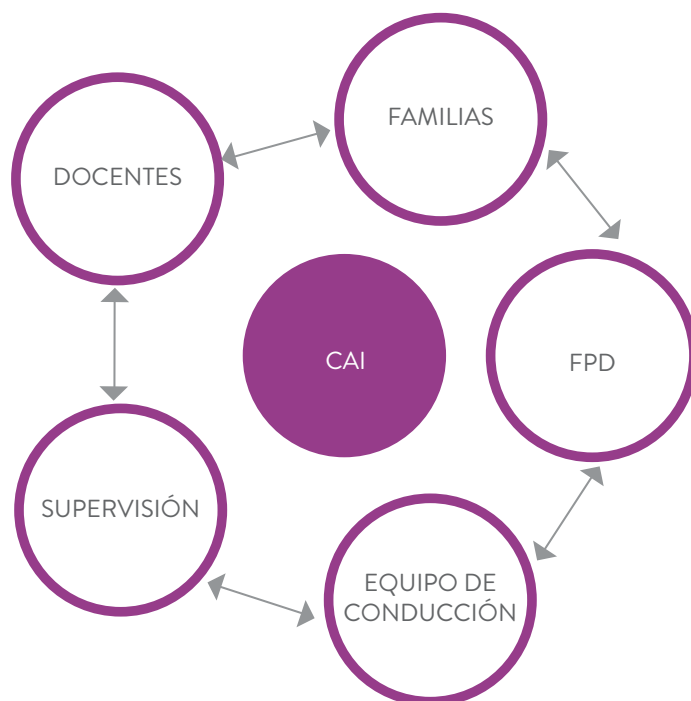 FAMILIAS
DOCENTES
CAI
FPD
SUPERVISIÓN
EQUIPO DE
CONDUCCIÓN